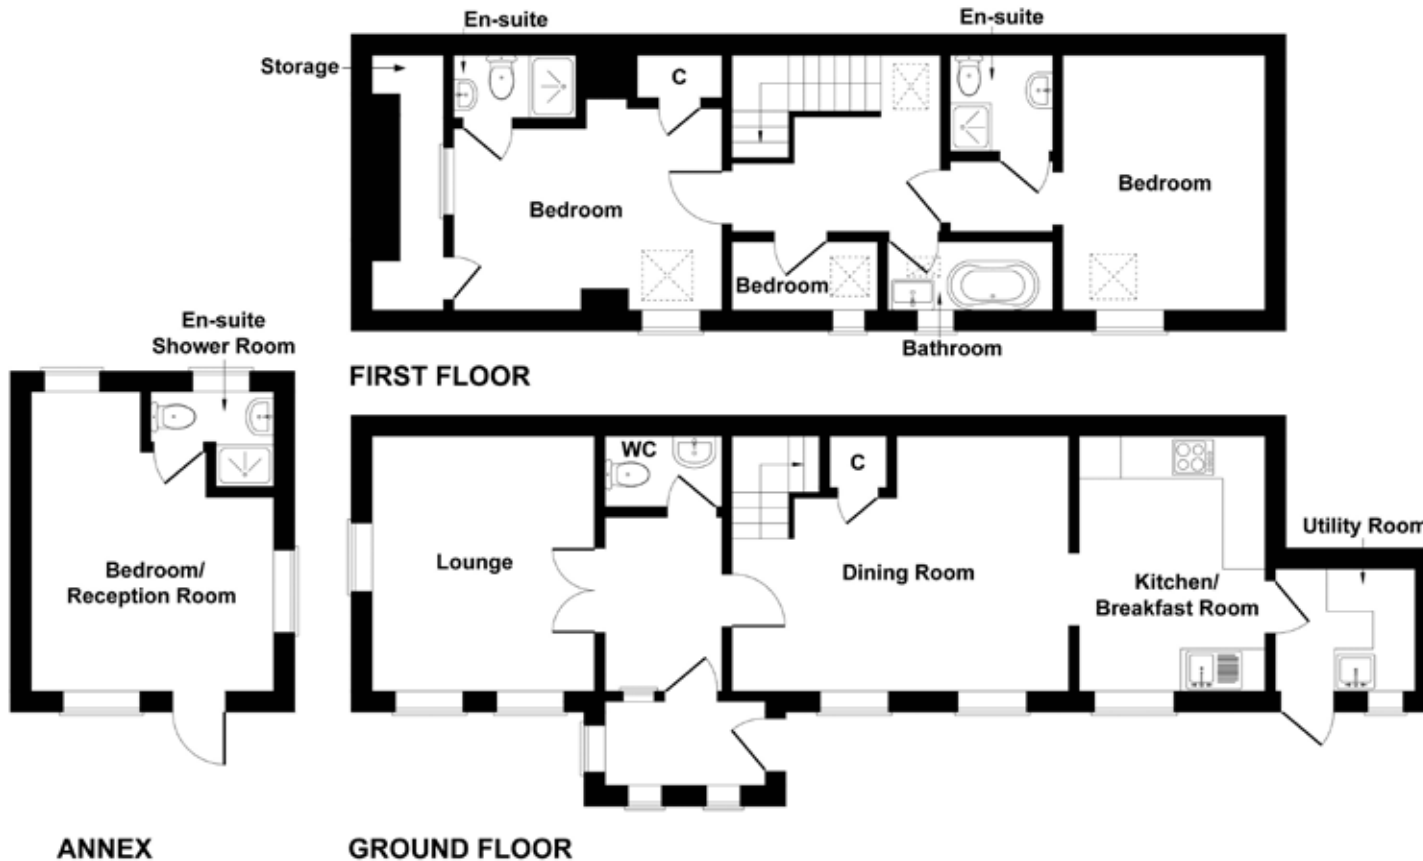 En-suite
En-suite
Storage
C
Bedroom
Bedroom
Bedroom
Bathroom
FIRST FLOOR
En-suite
Shower Room
Bedroom/
Reception Room
ANNEX
WC
C
Lounge
Dining Room
Kitchen/
Breakfast Room
Utility Room
GROUND FLOOR